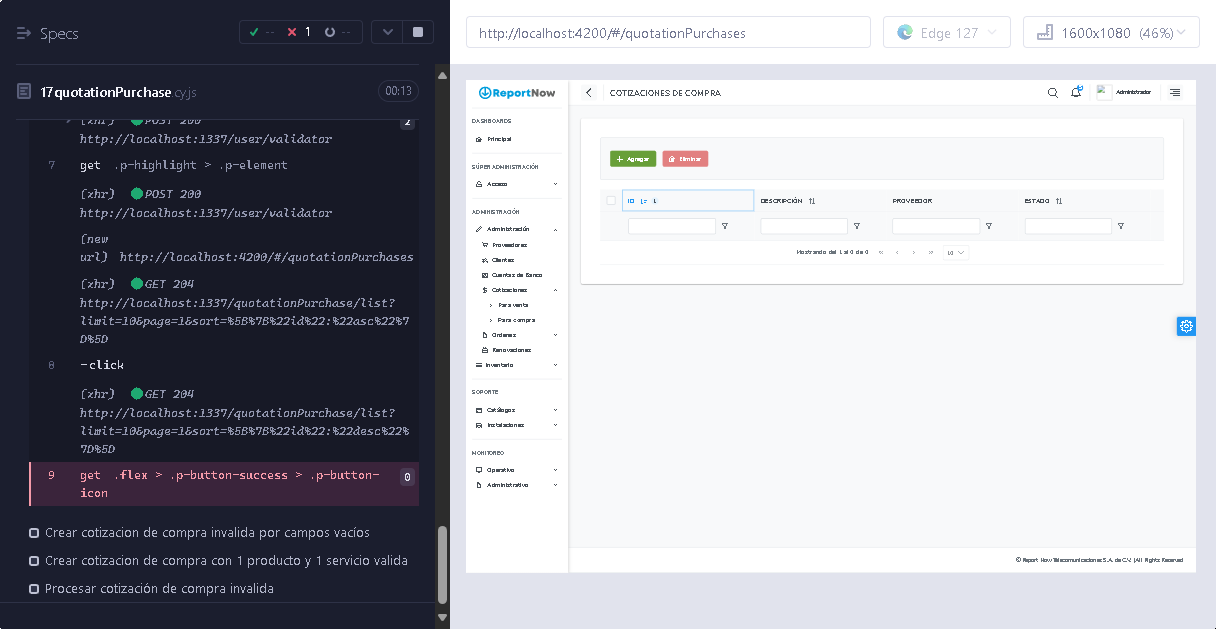 Specs
-- 1 --
17quotationPurchase.cy.js
00:13
(xhr) POST 200
2
http://localhost:1337/user/validator
7 get .p-highlight > .p-element
(xhr) POST 200
http://localhost:1337/user/validator
(new
url) http://localhost:4200/#/quotationPurchases
(xhr) GET 204
http://localhost:1337/quotationPurchase/list?
limit=10&page=1&sort=%5B%7B%22id%22:%22asc%22%7
D%5D
8 -click
(xhr) GET 204
http://localhost:1337/quotationPurchase/list?
limit=10&page=1&sort=%5B%7B%22id%22:%22desc%22%
7D%5D
9 get .flex > .p-button-success > .p-button-
icon
0
Crear cotizacion de compra invalida por campos vacíos
Crear cotizacion de compra con 1 producto y 1 servicio valida
Procesar cotización de compra invalida
http://localhost:4200/#/quotationPurchases
Edge 127
1600x1080 (46%)
ReportNow
DASHBOARDS
Principal
SÚPER ADMINISTRACIÓN
Acceso
ADMINISTRACIÓN
Administración
Proveedores
Clientes
Cuentas de Banco
Cotizaciones
Para venta
Para compra
Ordenes
Renovaciones
Inventario
SOPORTE
Catálogos
Instalaciones
MONITOREO
Operativo
Administrativo
COTIZACIONES DE COMPRA
Administrador
Agregar
Eliminar
ID 1
DESCRIPCIÓN
PROVEEDOR
ESTADO
Mostrando del 1 al 0 de 0
10
© Report Now Telecomunicaciones S.A. de C.V. | All Rights Reserved